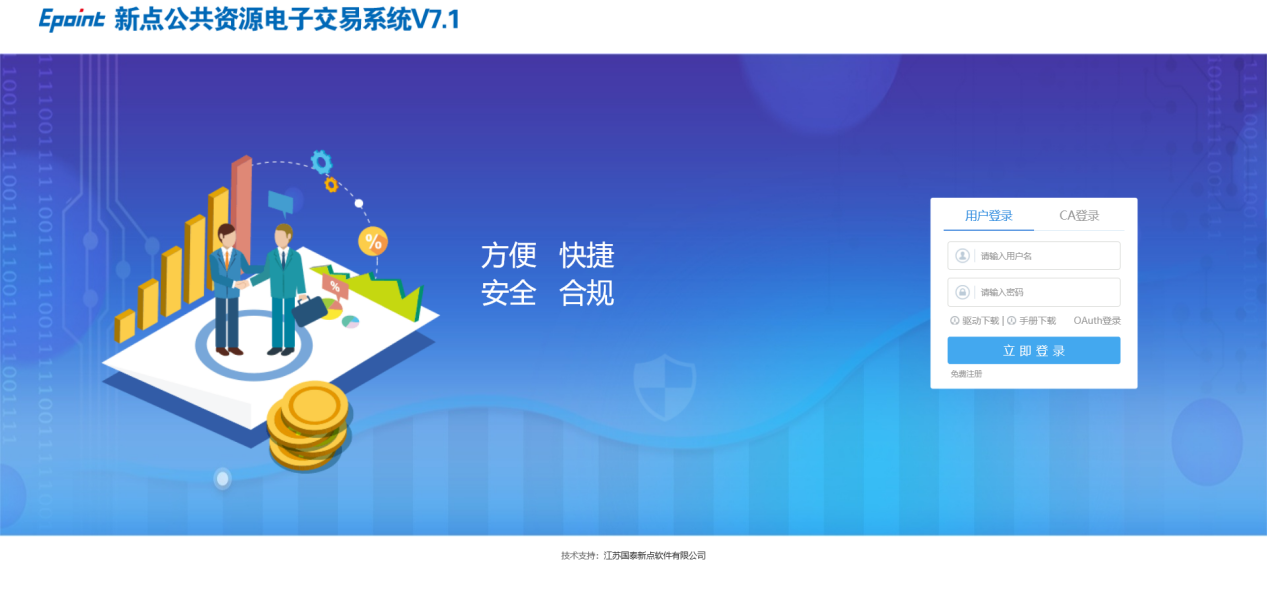 Epoint 新点公共资源电子交易系统V7.1
用户登录 CA登录
方便 快捷
安全 合规
请输入用户名
请输入密码
驱动下载 | 手册下载 OAuth登录
立即登录
免费注册
%
%
技术支持：江苏国泰新点软件有限公司